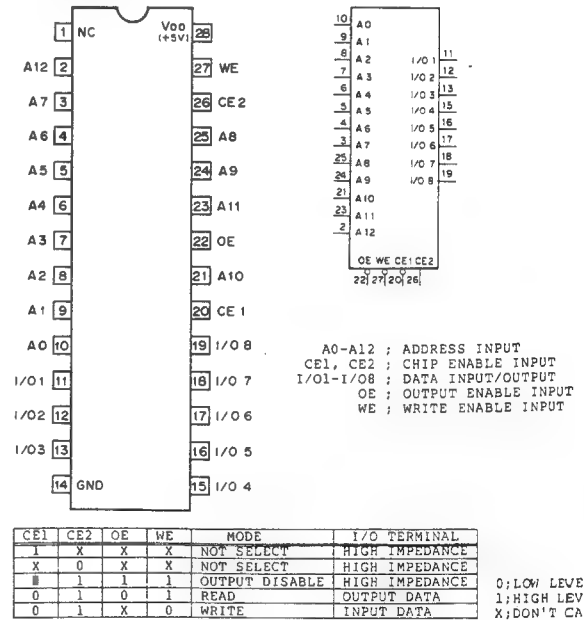 1 NC VDD (+5V) 28
A12 2 27 WE
A7 3 26 CE2
A6 4 25 A8
A5 5 24 A9
A4 6 23 A11
A3 7 22 OE
A2 8 21 A10
A1 9 20 CE1
A0 10 19 I/O8
I/O1 11 18 I/O7
I/O2 12 17 I/O6
I/O3 13 16 I/O5
14 GND 15 I/O4
10 A0
9 A1
8 A2 I/O1 11
7 A3 I/O2 12
6 A4 I/O3 13
5 A5 I/O4 15
4 A6 I/O5 16
3 A7 I/O6 17
25 A8 I/O7 18
24 A9 I/O8 19
21 A10
23 A11
2 A12
OE WE CE1 CE2
22 27 20 26
A0-A12 ; ADDRESS INPUT
CE1, CE2 ; CHIP ENABLE INPUT
I/O1-I/O8 ; DATA INPUT/OUTPUT
OE ; OUTPUT ENABLE INPUT
WE ; WRITE ENABLE INPUT
CE1 CE2 OE WE MODE I/O TERMINAL
1 X X X NOT SELECT HIGH IMPEDANCE
X 0 X X NOT SELECT HIGH IMPEDANCE
1 1 1 OUTPUT DISABLE HIGH IMPEDANCE
0 1 0 1 READ OUTPUT DATA
0 1 X 0 WRITE INPUT DATA
0;LOW LEVE
1;HIGH LEV
X;DON'T CA